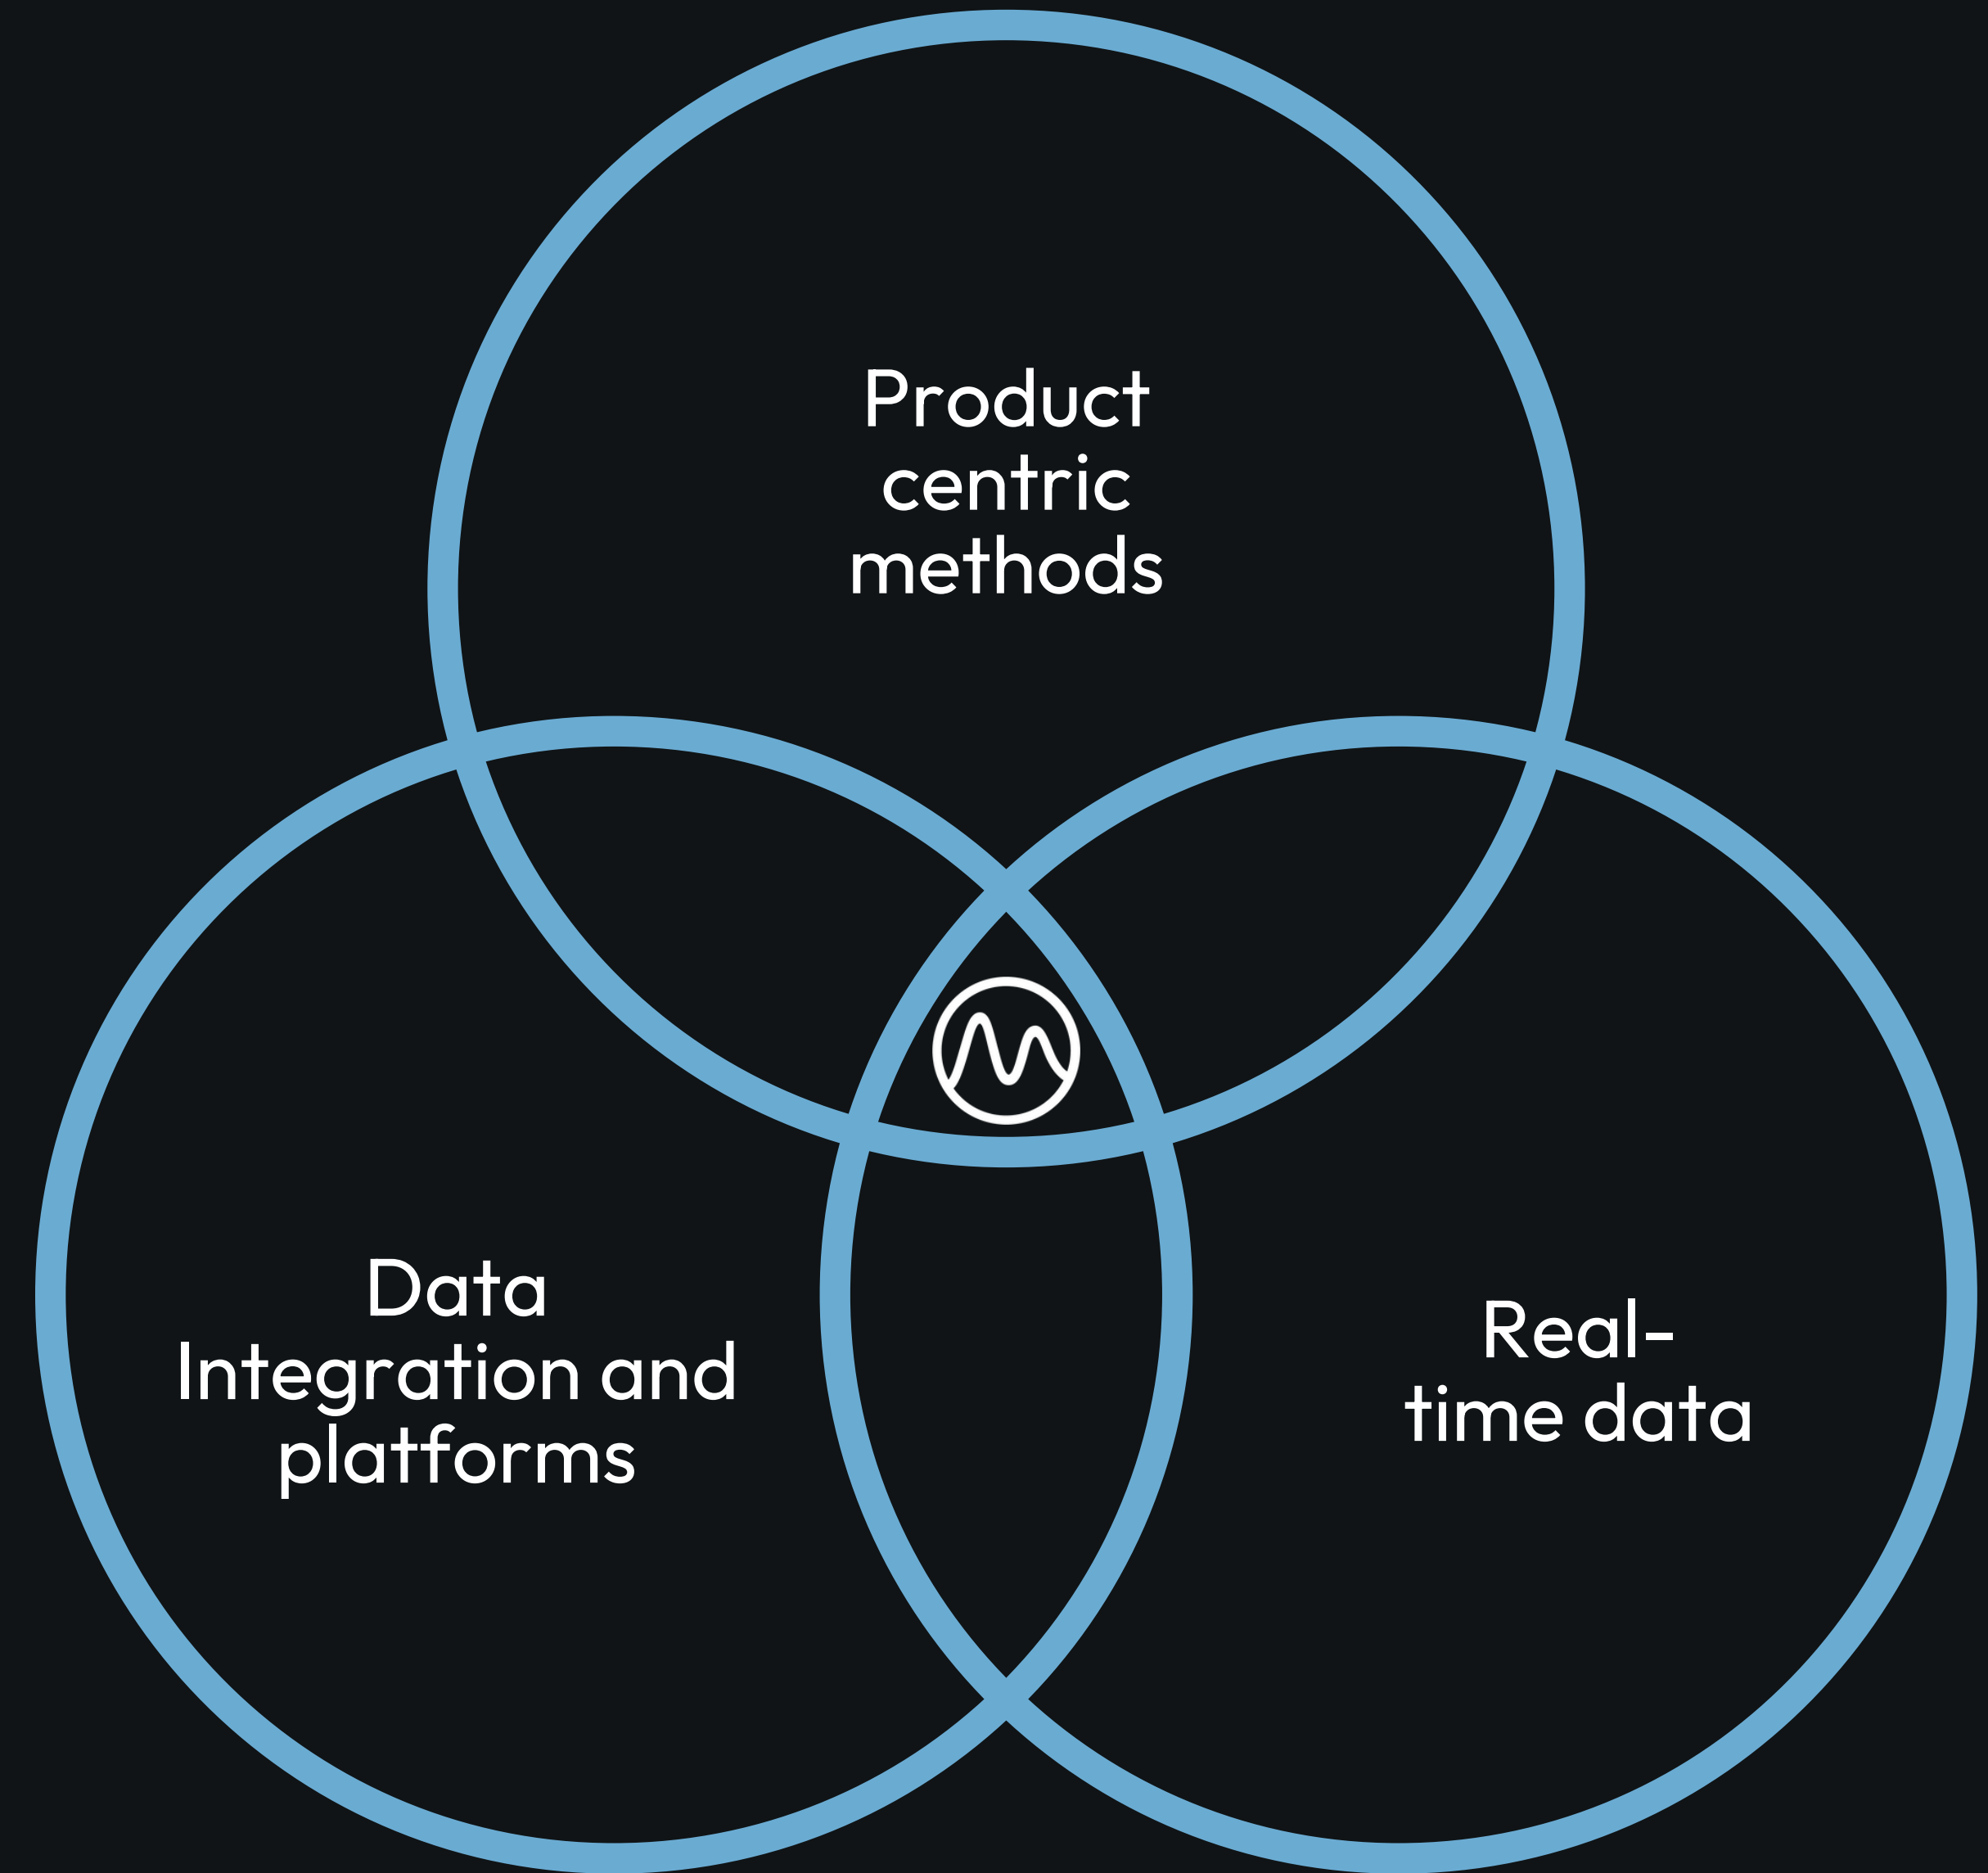 Product
centric
methods
Data
Integration and
platforms
Real-
time data